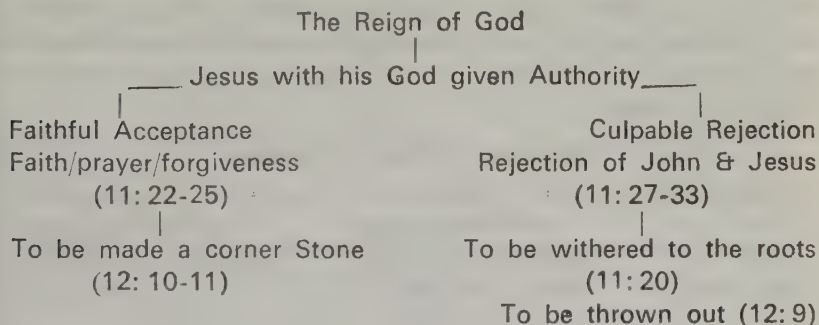 The Reign of God
Jesus with his God given Authority
Faithful Acceptance
Faith/prayer/forgiveness
(11:22-25)
To be made a corner Stone
(12:10-11)
Culpable Rejection
Rejection of John & Jesus
(11:27-33)
To be withered to the roots
(11:20)
To be thrown out (12:9)